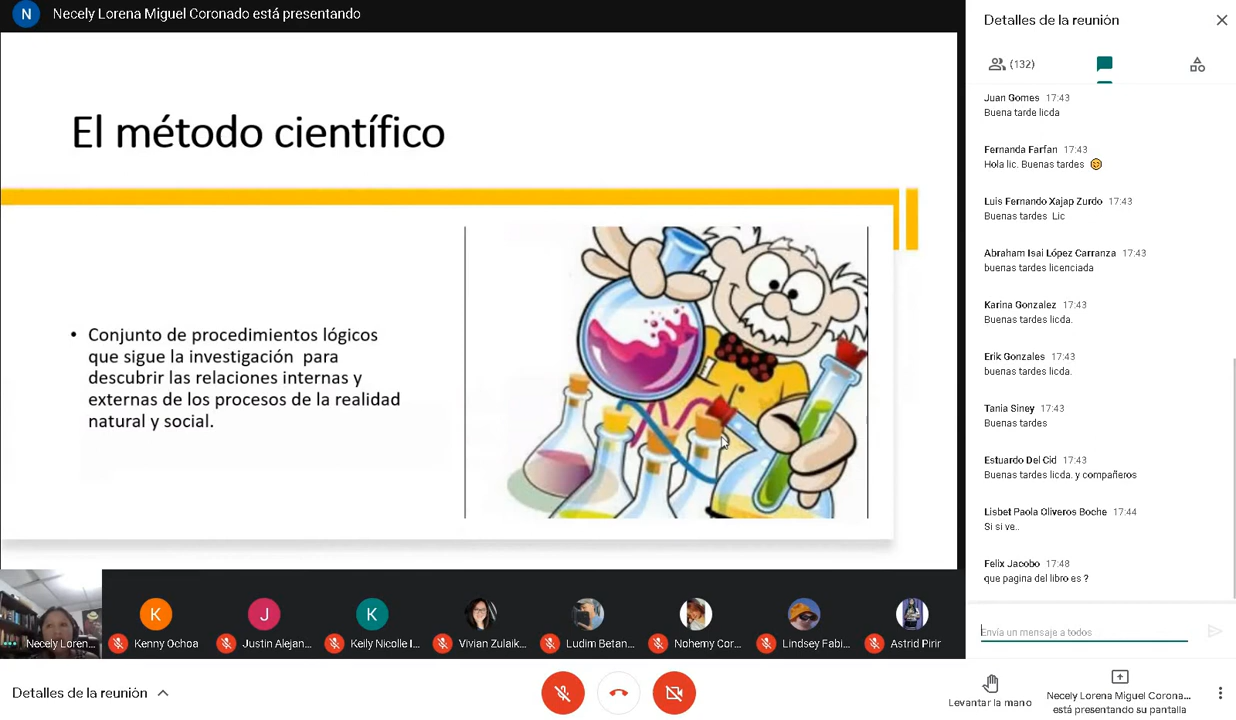 N Necely Lorena Miguel Coronado está presentando
El método científico
• Conjunto de procedimientos lógicos
que sigue la investigación para
descubrir las relaciones internas y
externas de los procesos de la realidad
natural y social.
Necely Loren...
K
Kenny Ochoa
J
Justin Alejan...
K
Keily Nicolle I...
Vivian Zulaik...
Ludim Betan...
Nohemy Cor...
Lindsey Fabi...
Astrid Pirir
Detalles de la reunión
Detalles de la reunión
(132)
Juan Gomes 17:43
Buena tarde licda
Fernanda Farfan 17:43
Hola lic. Buenas tardes 😊
Luis Fernando Xajap Zurdo 17:43
Buenas tardes Lic
Abraham Isai López Carranza 17:43
buenas tardes licenciada
Karina Gonzalez 17:43
Buenas tardes licda.
Erik Gonzales 17:43
buenas tardes licda.
Tania Siney 17:43
Buenas tardes
Estuardo Del Cid 17:43
Buenas tardes licda. y compañeros
Lisbet Paola Oliveros Boche 17:44
Si si ve..
Felix Jacobo 17:48
que pagina del libro es ?
Envía un mensaje a todos
Levantar la mano
Necely Lorena Miguel Corona...
está presentando su pantalla